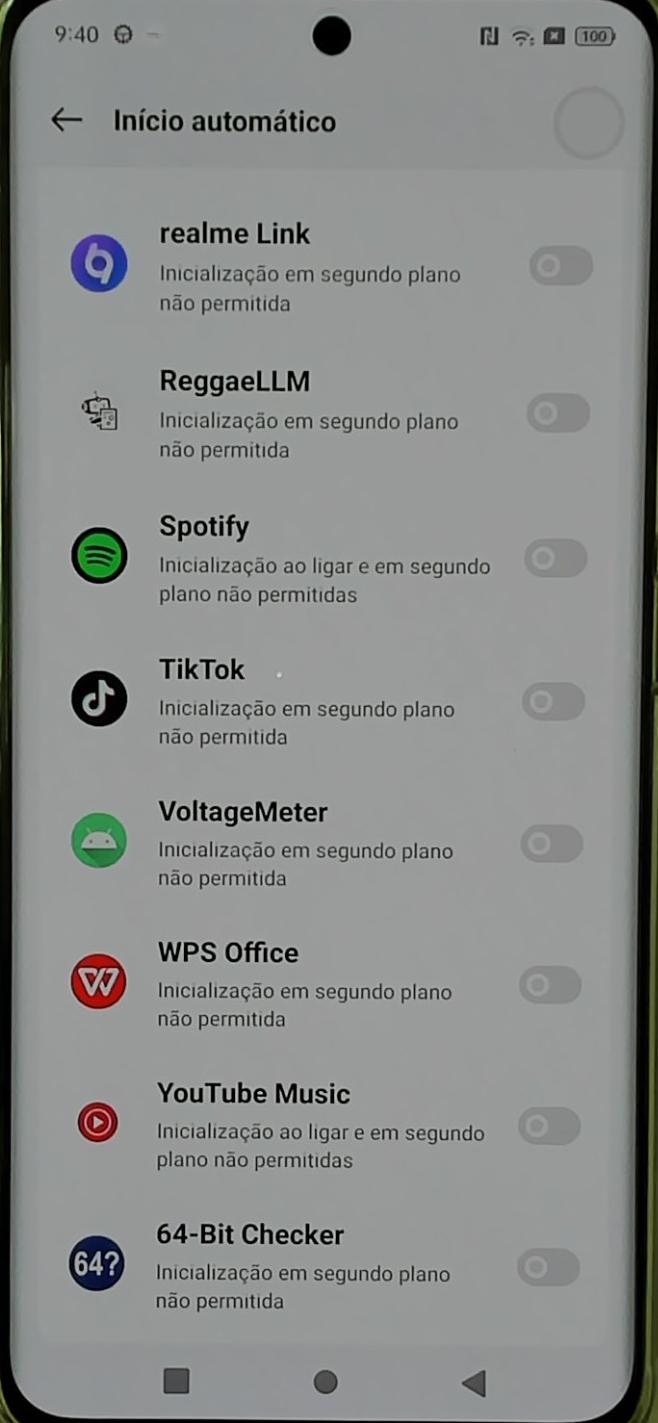 9:40
100
Início automático
realme Link
Inicialização em segundo plano
não permitida
ReggaeLLM
Inicialização em segundo plano
não permitida
Spotify
Inicialização ao ligar e em segundo
plano não permitidas
TikTok
Inicialização em segundo plano
não permitida
VoltageMeter
Inicialização em segundo plano
não permitida
WPS Office
Inicialização em segundo plano
não permitida
YouTube Music
Inicialização ao ligar e em segundo
plano não permitidas
64-Bit Checker
64?
Inicialização em segundo plano
não permitida